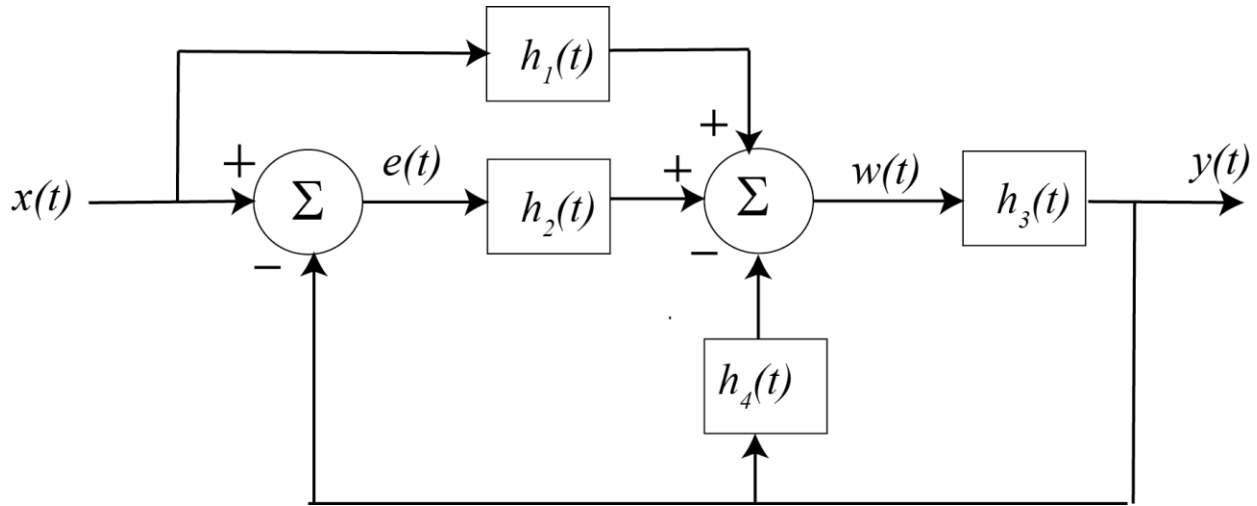 h₁(t)
+
+ e(t) + w(t) y(t)
x(t) Σ h₂(t) Σ h₃(t)
− −
h₄(t)